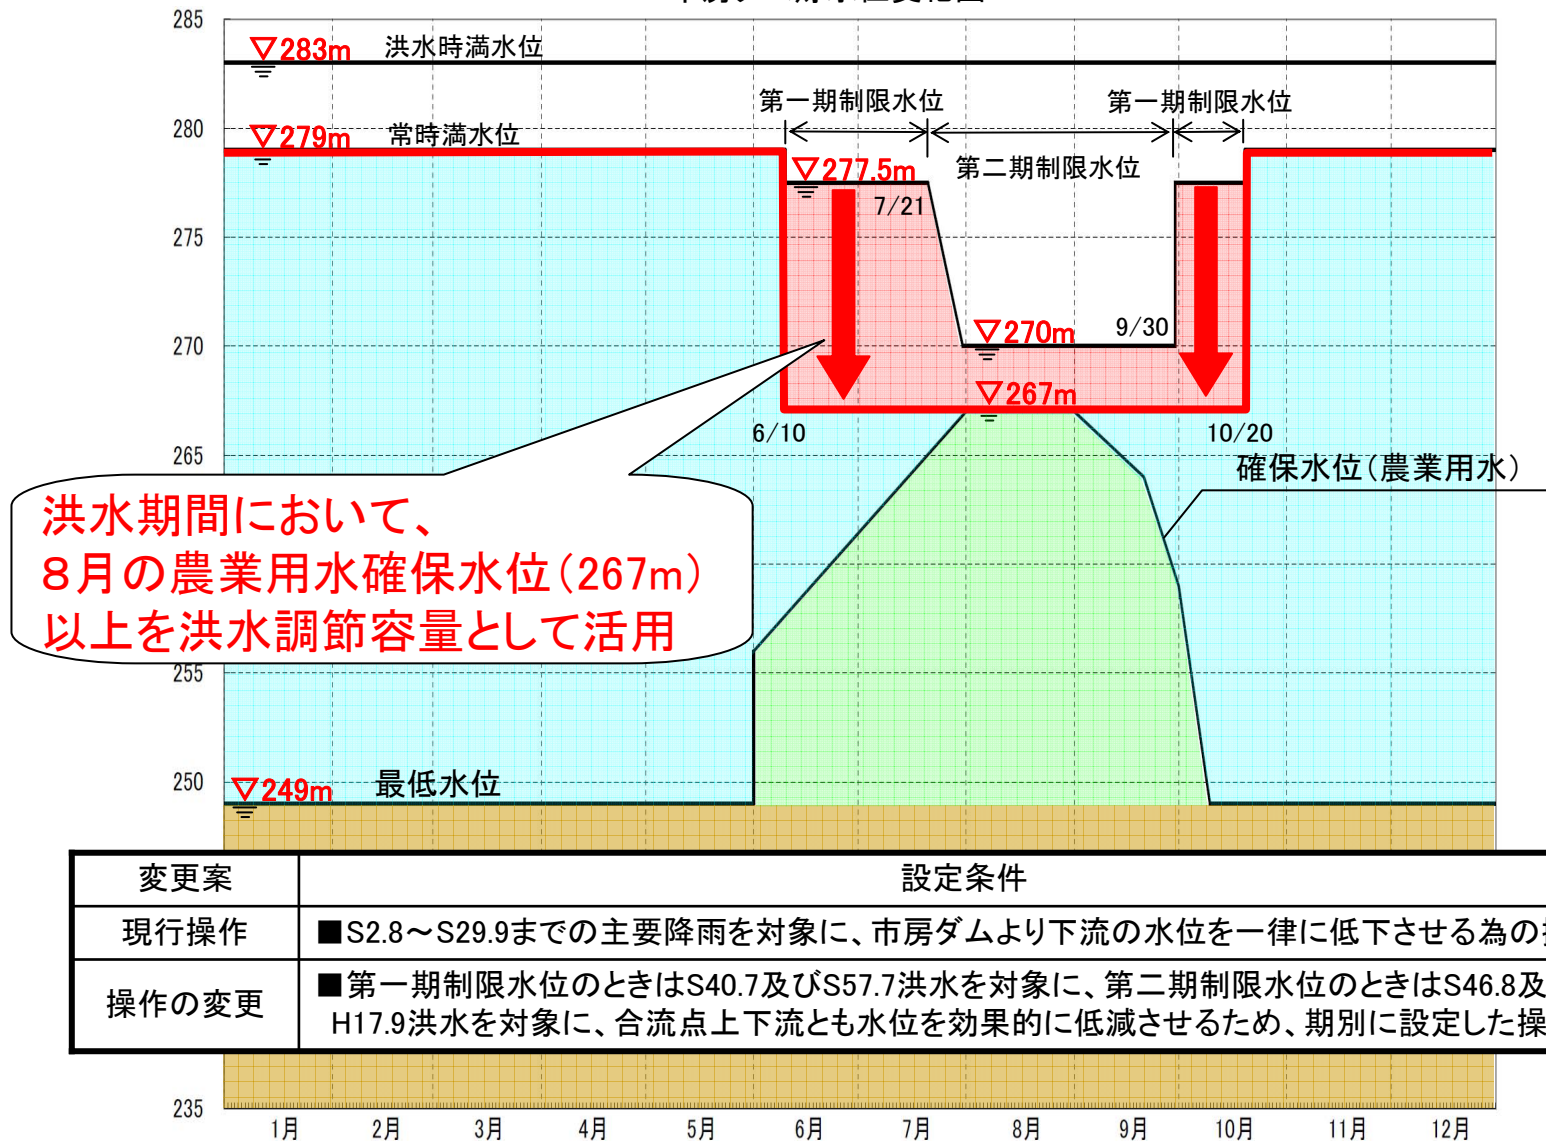 285
▽283m 洪水時満水位
第一期制限水位 第一期制限水位
280
▽279m 常時満水位
▽277.5m 第二期制限水位
7/21
275
270
▽270m 9/30
▽267m
6/10 10/20
265
確保水位(農業用水)
洪水期間において、
8月の農業用水確保水位(267m)
以上を洪水調節容量として活用
255
250
▽249m 最低水位
変更案 設定条件
現行操作 ■S2.8～S29.9までの主要降雨を対象に、市房ダムより下流の水位を一律に低下させる為の
操作の変更 ■第一期制限水位のときはS40.7及びS57.7洪水を対象に、第二期制限水位のときはS46.8及
H17.9洪水を対象に、合流点上下流とも水位を効果的に低減させるため、期別に設定した操
235
1月 2月 3月 4月 5月 6月 7月 8月 9月 10月 11月 12月